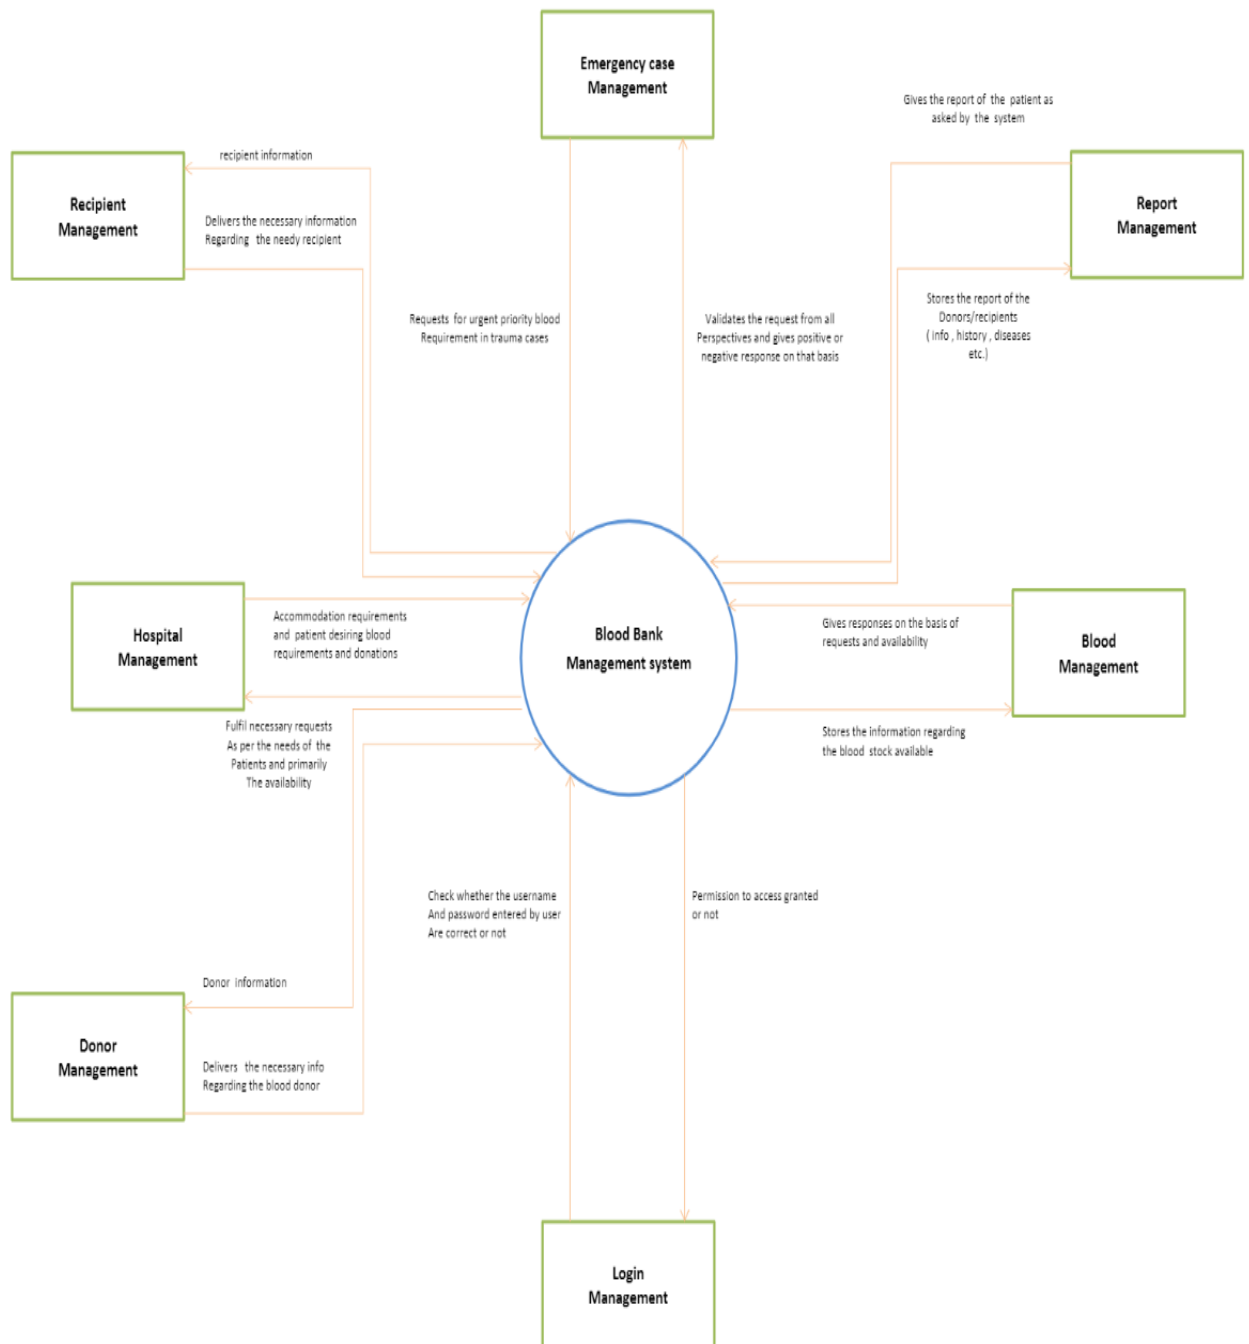 Emergency case
Management
Gives the report of the patient as
asked by the system
recipient information
Recipient
Management
Delivers the necessary information
Regarding the needy recipient
Report
Management
Requests for urgent priority blood
Requirement in trauma cases
Validates the request from all
Perspectives and gives positive or
negative response on that basis
Stores the report of the
Donors/recipients
( info , history , diseases
etc.)
Hospital
Management
Accommodation requirements
and patient desiring blood
requirements and donations
Blood Bank
Management system
Gives responses on the basis of
requests and availability
Blood
Management
Fulfil necessary requests
As per the needs of the
Patients and primarily
The availability
Stores the information regarding
the blood stock available
Check whether the username
And password entered by user
Are correct or not
Permission to access granted
or not
Donor information
Donor
Management
Delivers the necessary info
Regarding the blood donor
Login
Management